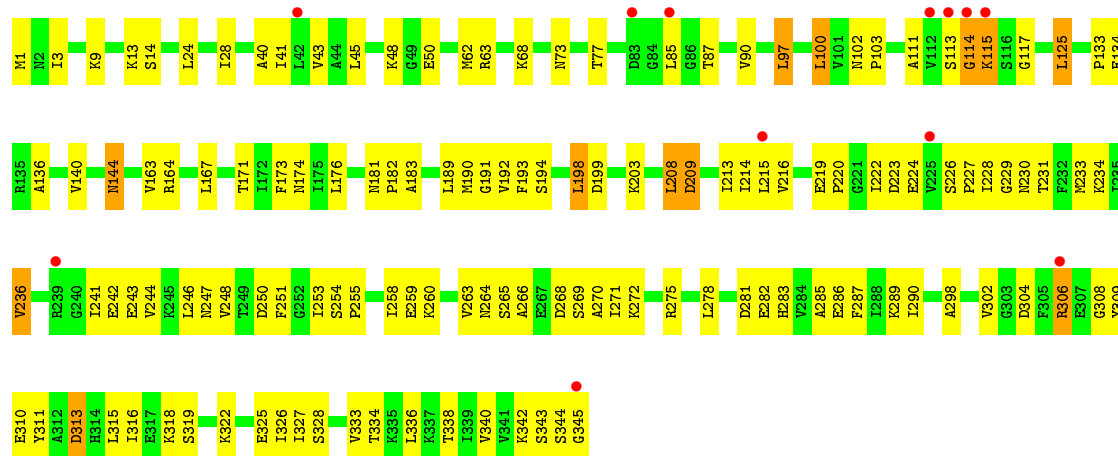 M1 N2 I3 K9 K13 S14 L24 I28 A40 I41 L42 V43 A44 L45 K48 G49 E50 M62 R63 K68 N73 T77 D83 G84 L85 G86 T87 V90 L97 L100 V101 N102 P103 A111 V112 S113 G114 K115 S116 G117 L125 P133 E134
R135 A136 V140 N144 V163 R164 L167 T171 I172 F173 N174 I175 L176 N181 P182 A183 L189 M190 G191 V192 F193 S194 L198 D199 K203 L208 D209 I213 I214 L215 V216 E219 P220 G221 I222 D223 E224 V225 S226 P227 I228 G229 N230 T231 F232 M233 K234 I235
V236 R239 G240 I241 E242 E243 V244 K245 L246 N247 V248 T249 D250 F251 G252 I253 S254 P255 I258 E259 K260 V263 N264 S265 A266 E267 D268 S269 A270 I271 K272 R275 L278 D281 E282 H283 V284 A285 E286 F287 I288 K289 I290 A298 V302 G303 D304 F305 R306 E307 G308 Y309
E310 Y311 A312 D313 H314 L315 I316 E317 K318 S319 K322 E325 I326 I327 S328 V333 T334 K335 L336 K337 T338 I339 V340 V341 K342 S343 S344 G345